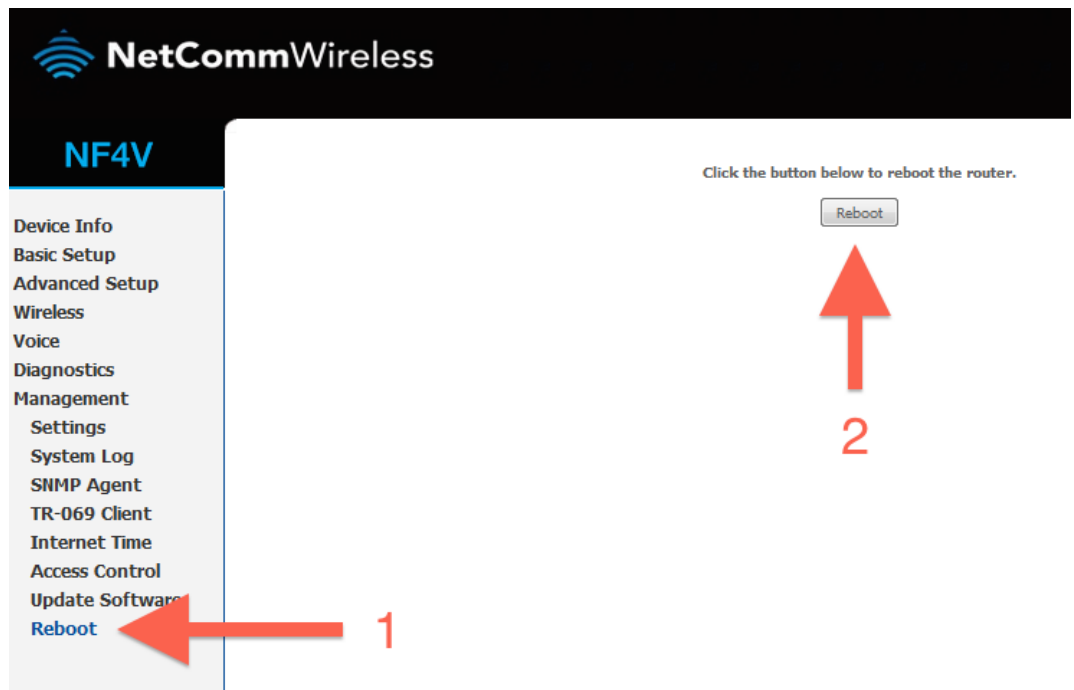 NetCommWireless
NF4V
Click the button below to reboot the router.
Reboot
Device Info
Basic Setup
Advanced Setup
Wireless
Voice
Diagnostics
Management
Settings
System Log
SNMP Agent
TR-069 Client
Internet Time
Access Control
Update Software
Reboot
1
2